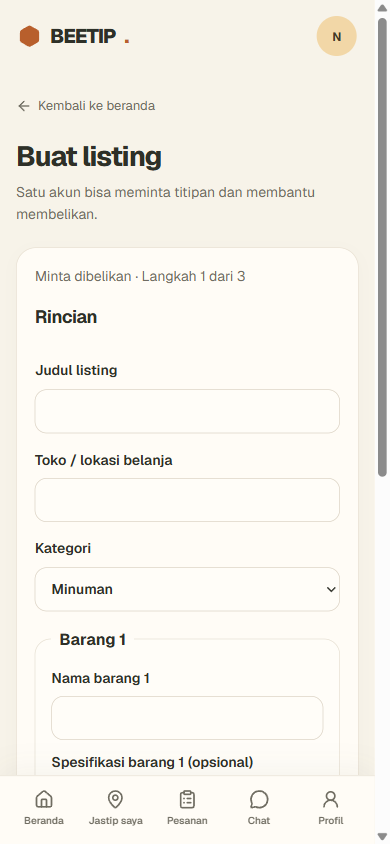 BEETIP .
N
Kembali ke beranda
Buat listing
Satu akun bisa meminta titipan dan membantu
membelikan.
Minta dibelikan · Langkah 1 dari 3
Rincian
Judul listing
Toko / lokasi belanja
Kategori
Minuman
Barang 1
Nama barang 1
Spesifikasi barang 1 (opsional)
Beranda
Jastip saya
Pesanan
Chat
Profil